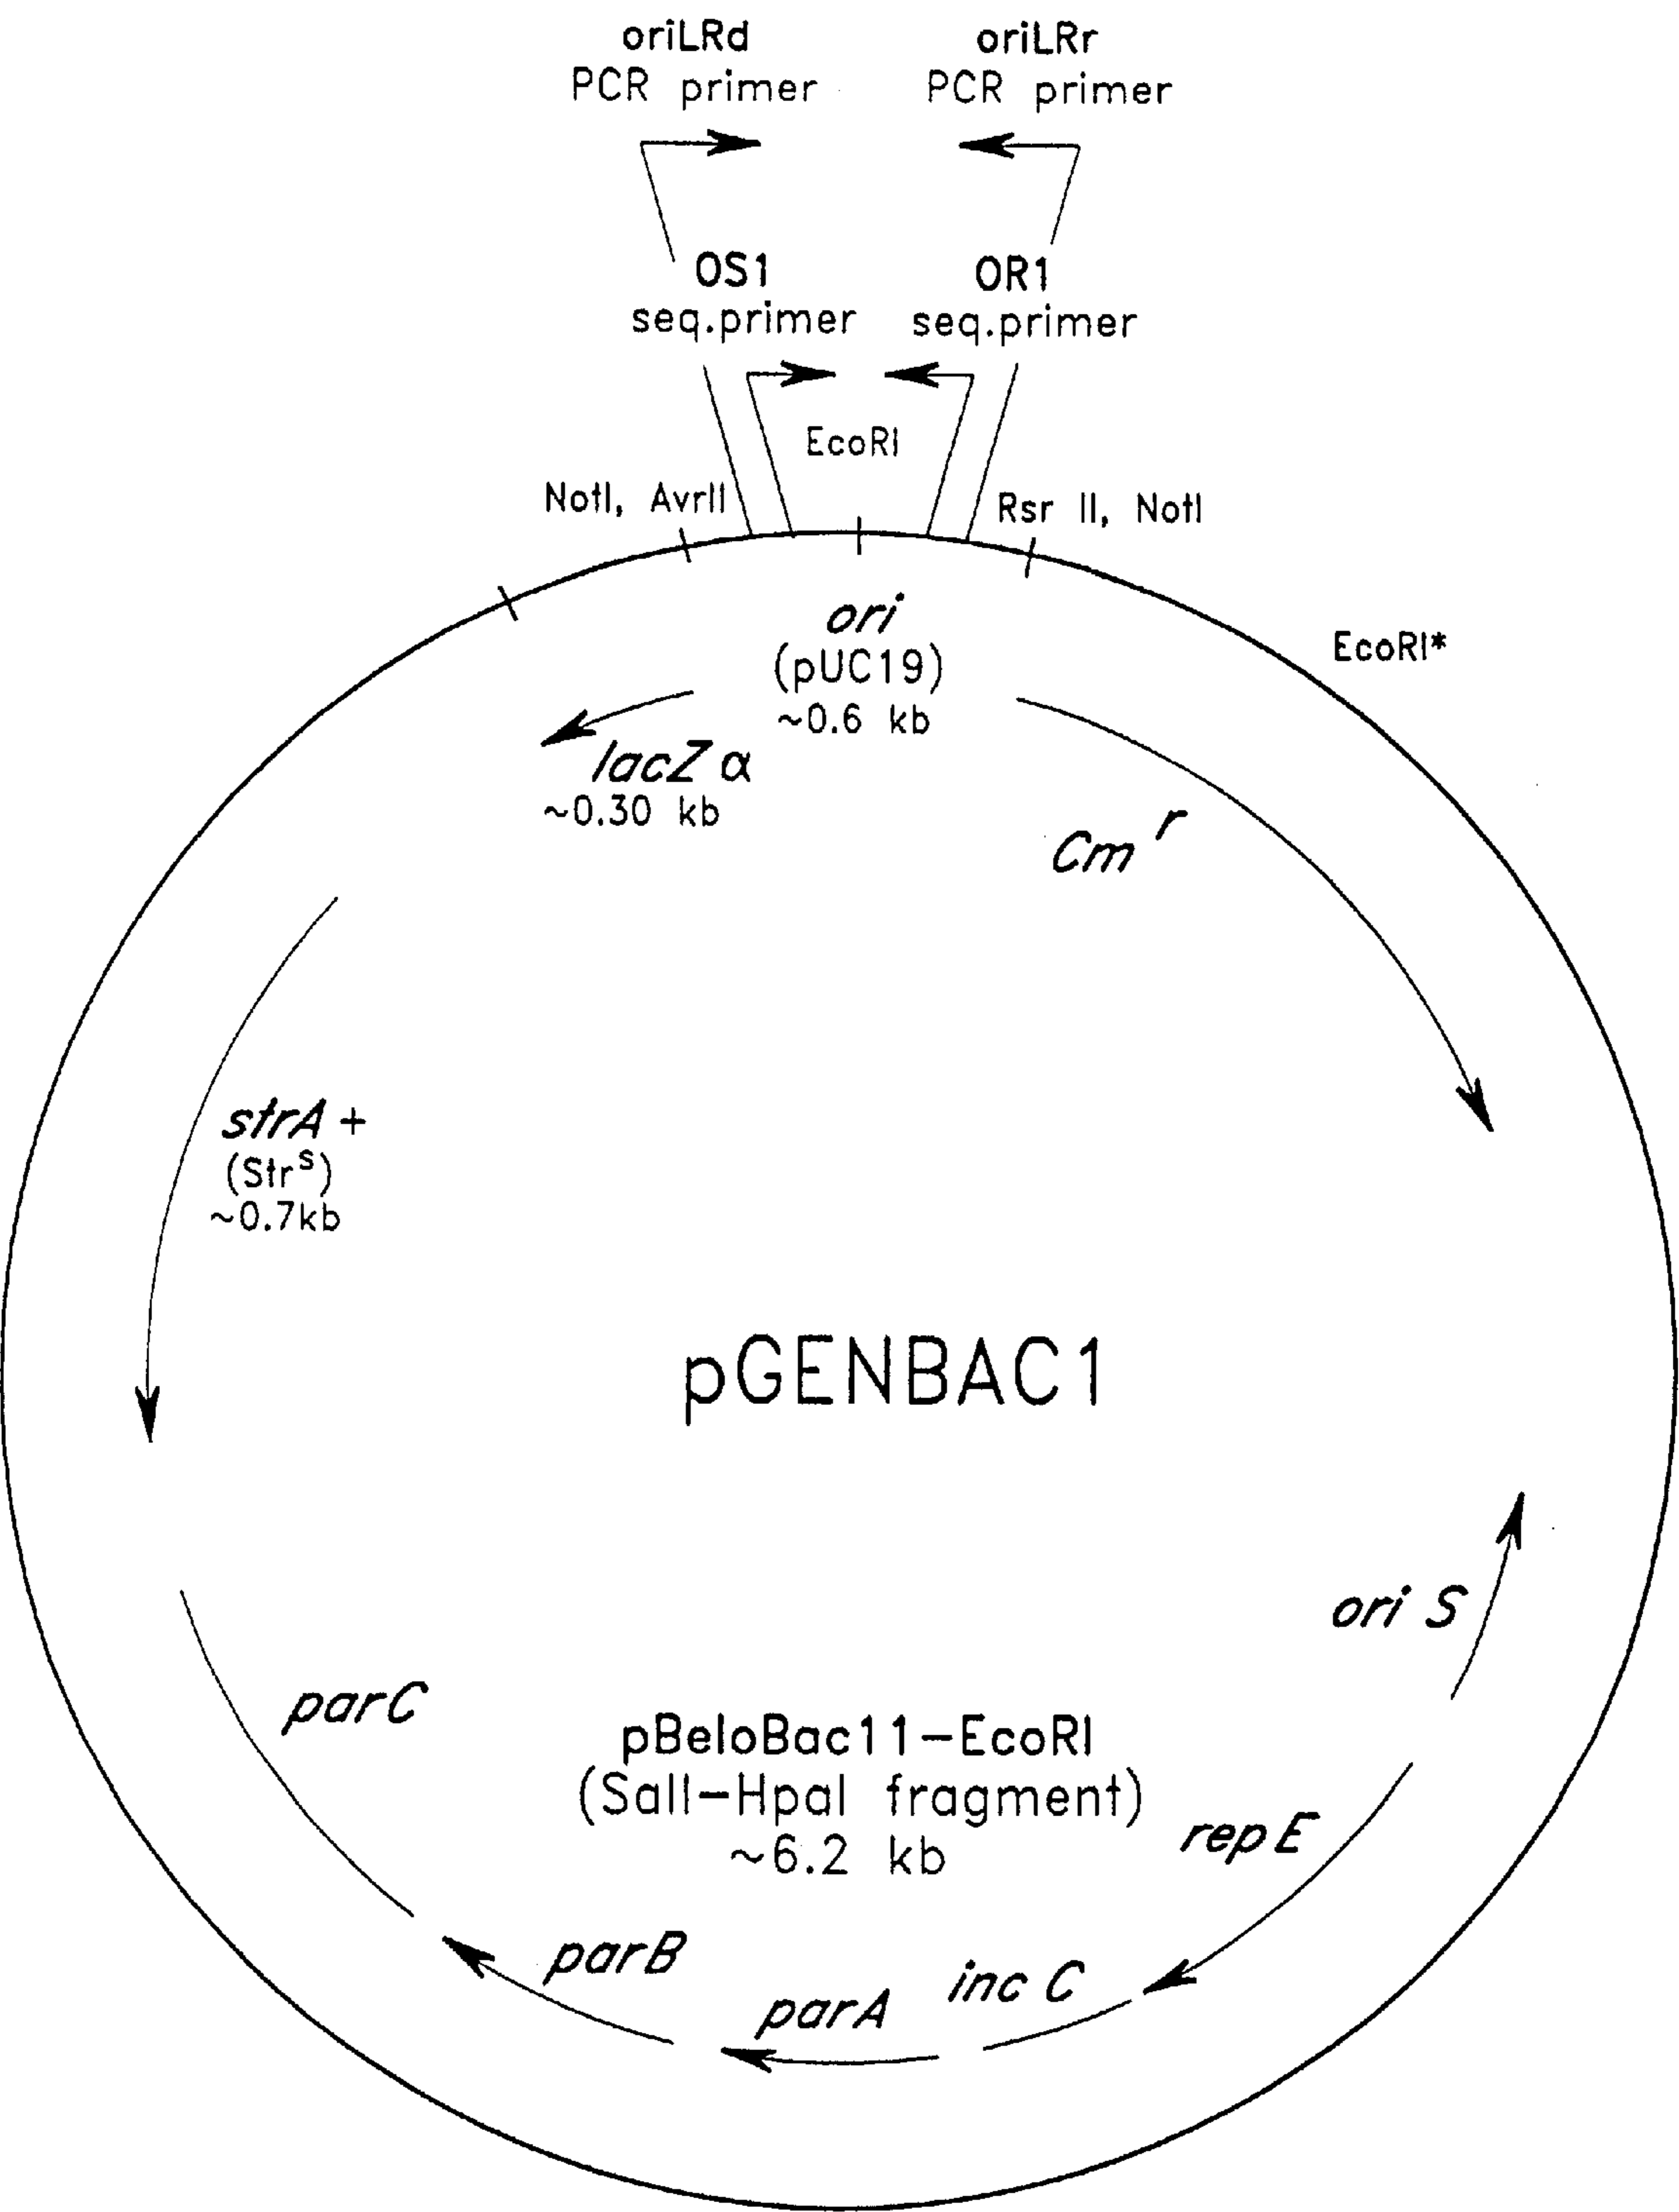 oriLRd
PCR primer
oriLRr
PCR primer
OS1
seq.primer
OR1
seq.primer
EcoRI
NotI, AvrII
Rsr II, NotI
EcoRI*
ori
(pUC19)
~0.6 kb
lacZ α
~0.30 kb
Cm r
strA +
(Str s)
~0.7kb
pGENBAC1
ori S
parC
pBeloBac11-EcoRI
(SalI-HpaI fragment)
~6.2 kb
rep E
parB
inc C
parA